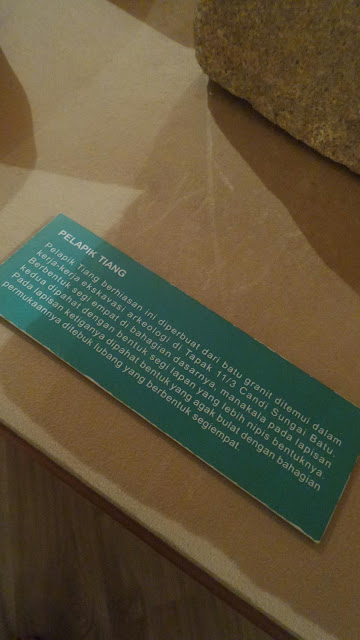 PELAPIK TIANG
Pelapik Tiang berhiasan ini diperbuat dari batu granit ditemui dalam
kerja-kerja ekskavasi arkeologi di Tapak 11/3 Candi Sungai Batu.
Berbentuk segi empat di bahagian dasarnya, manakala pada lapisan
kedua dipahat dengan bentuk segi lapan yang lebih nipis bentuknya.
Pada lapisan ketiganya dipahat bentuk yang agak bulat dengan bahagian
permukaannya ditebuk lubang yang berbentuk segiempat.